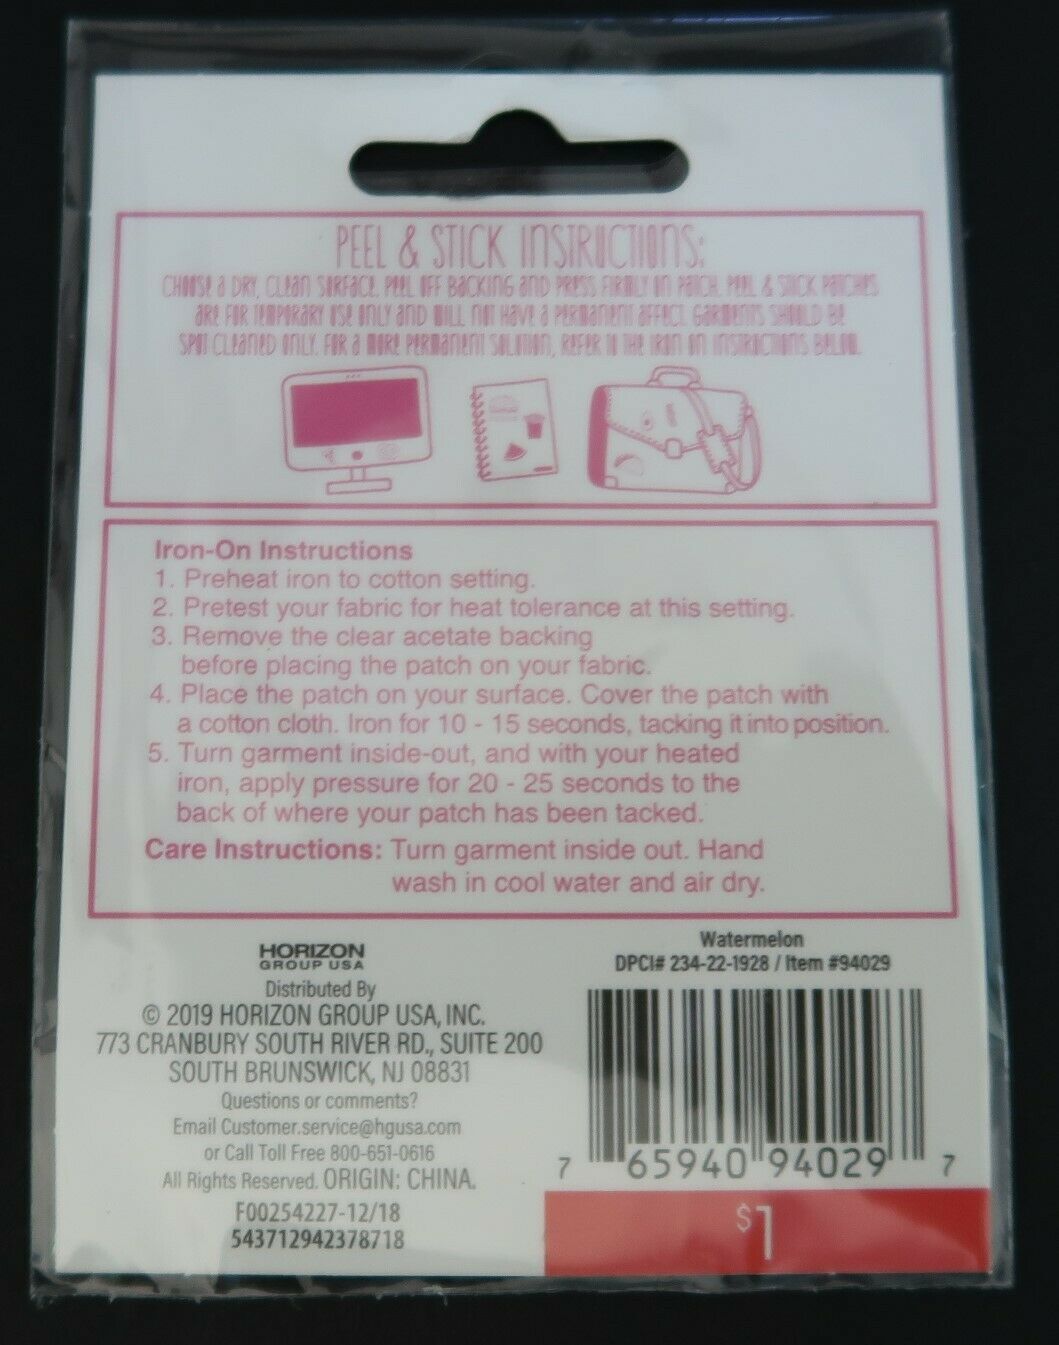 PEEL & STICK INSTRUCTIONS:
CHOOSE A DRY, CLEAN SURFACE. PEEL OFF BACKING AND PRESS FIRMLY ON PATCH. PEEL & STICK PATCHES
ARE FOR TEMPORARY USE ONLY AND WILL NOT HAVE A PERMANENT AFFECT. GARMENTS SHOULD BE
SPOT CLEANED ONLY. FOR A MORE PERMANENT SOLUTION, REFER TO THE IRON ON INSTRUCTIONS BELOW.
Iron-On Instructions
1. Preheat iron to cotton setting.
2. Pretest your fabric for heat tolerance at this setting.
3. Remove the clear acetate backing
before placing the patch on your fabric.
4. Place the patch on your surface. Cover the patch with
a cotton cloth. Iron for 10 - 15 seconds, tacking it into position.
5. Turn garment inside-out, and with your heated
iron, apply pressure for 20 - 25 seconds to the
back of where your patch has been tacked.
Care Instructions: Turn garment inside out. Hand
wash in cool water and air dry.
HORIZON
GROUP USA
Distributed By
© 2019 HORIZON GROUP USA, INC.
773 CRANBURY SOUTH RIVER RD., SUITE 200
SOUTH BRUNSWICK, NJ 08831
Questions or comments?
Email Customer.service@hgusa.com
or Call Toll Free 800-651-0616
All Rights Reserved. ORIGIN: CHINA.
F00254227-12/18
543712942378718
Watermelon
DPCI# 234-22-1928 / Item #94029
7 65940 94029 7
$1